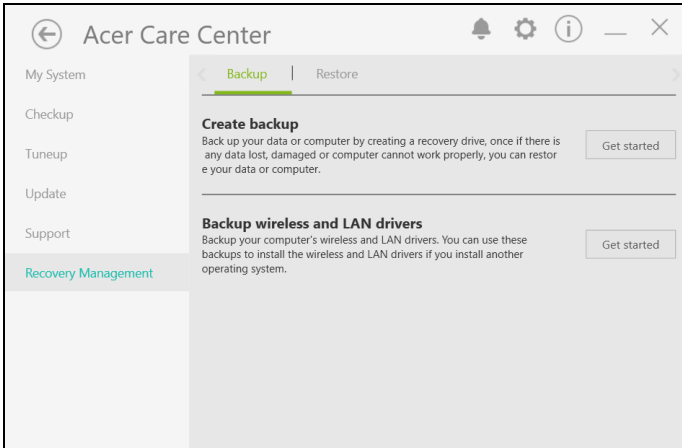 Acer Care Center
My System
Checkup
Tuneup
Update
Support
Recovery Management
Backup | Restore
Create backup
Back up your data or computer by creating a recovery drive, once if there is
any data lost, damaged or computer cannot work properly, you can restor
e your data or computer.
Get started
Backup wireless and LAN drivers
Backup your computer's wireless and LAN drivers. You can use these
backups to install the wireless and LAN drivers if you install another
operating system.
Get started